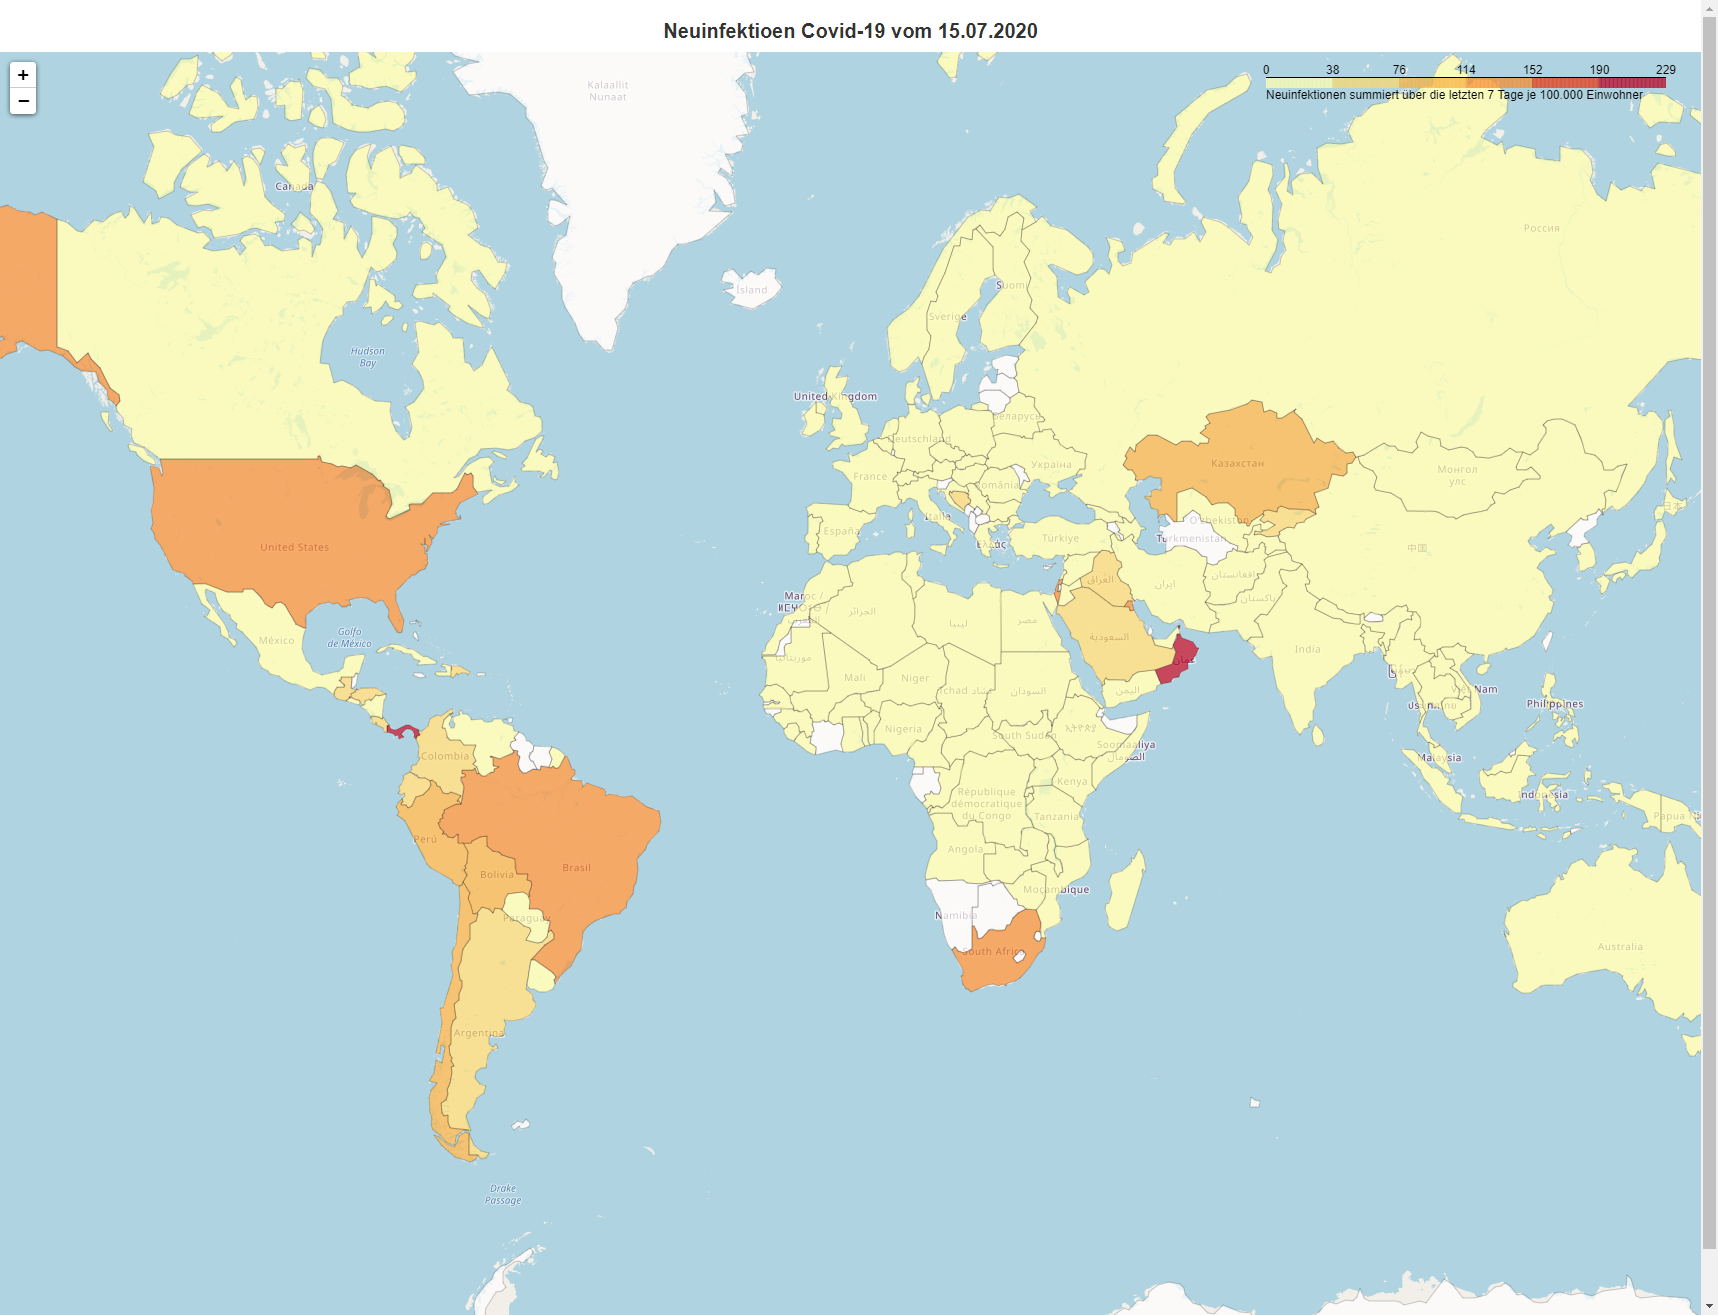 Neuinfektioen Covid-19 vom 15.07.2020
+
−
0 38 76 114 152 190 229
Neuinfektionen summiert über die letzten 7 Tage je 100.000 Einwohner
Kalaallit
Nunaat
Canada
Россия
Ísland
Suomi
Sverige
Hudson
Bay
United Kingdom
Беларусь
Deutschland
Казахстан
Україна
Монгол
улс
France
România
United States
España
Italia
Ελλάς
Türkiye
O'zbekiston
Turkmenistan
中国
日本
العراق
ایران
افغانستان
پاکستان
Maroc /
الجزائر
ليبيا
مصر
السعودية
México
Golfo
de México
India
موريتانيا
Mali
Niger
Tchad تشاد
السودان
اليمن
عمان
Việt Nam
Philippines
Nigeria
South Sudan
Soomaaliya
الصومال
Colombia
Malaysia
Kenya
République
démocratique
du Congo
Indonesia
Tanzania
Papua
Perú
Angola
Brasil
Bolivia
Moçambique
Paraguay
Namibia
South Africa
Australia
Argentina
Drake
Passage